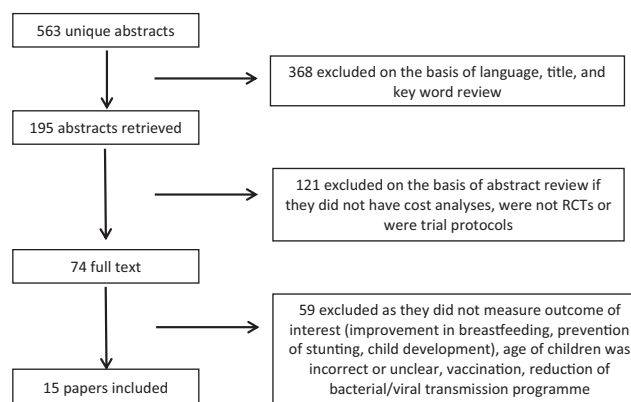 563 unique abstracts
368 excluded on the basis of language, title, and
key word review
195 abstracts retrieved
121 excluded on the basis of abstract review if
they did not have cost analyses, were not RCTs or
were trial protocols
74 full text
59 excluded as they did not measure outcome of
interest (improvement in breastfeeding, prevention
of stunting, child development), age of children was
incorrect or unclear, vaccination, reduction of
bacterial/viral transmission programme
15 papers included